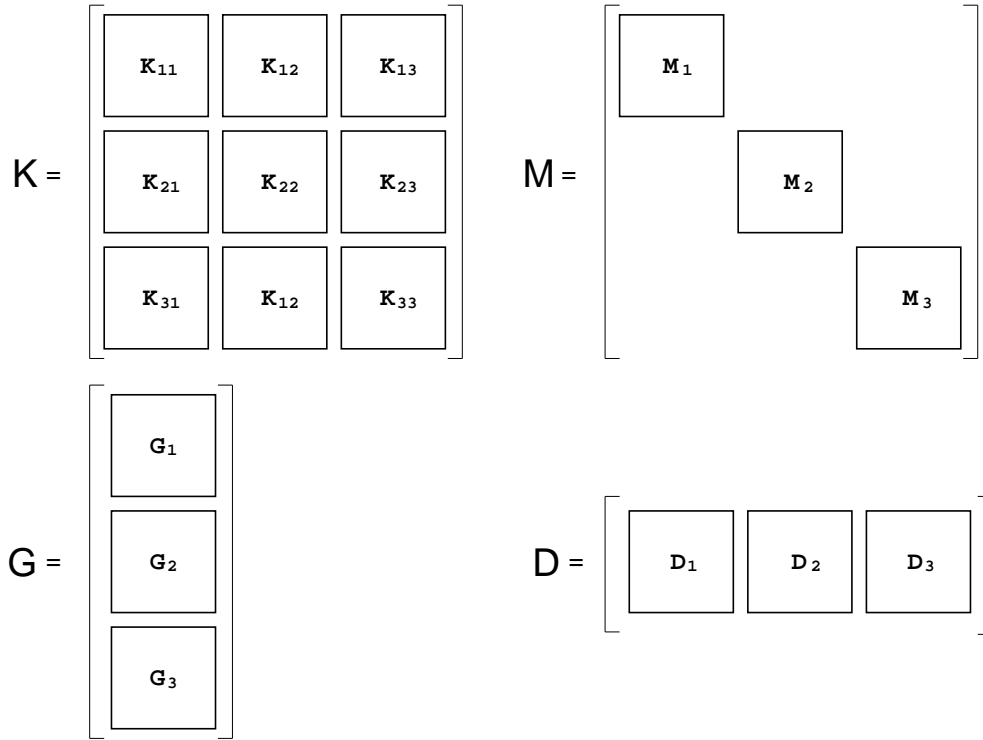 K₁₁ K₁₂ K₁₃
K = K₂₁ K₂₂ K₂₃
K₃₁ K₁₂ K₃₃
M₁
M = M₂
M₃
G₁
G = G₂
G₃
D = D₁ D₂ D₃